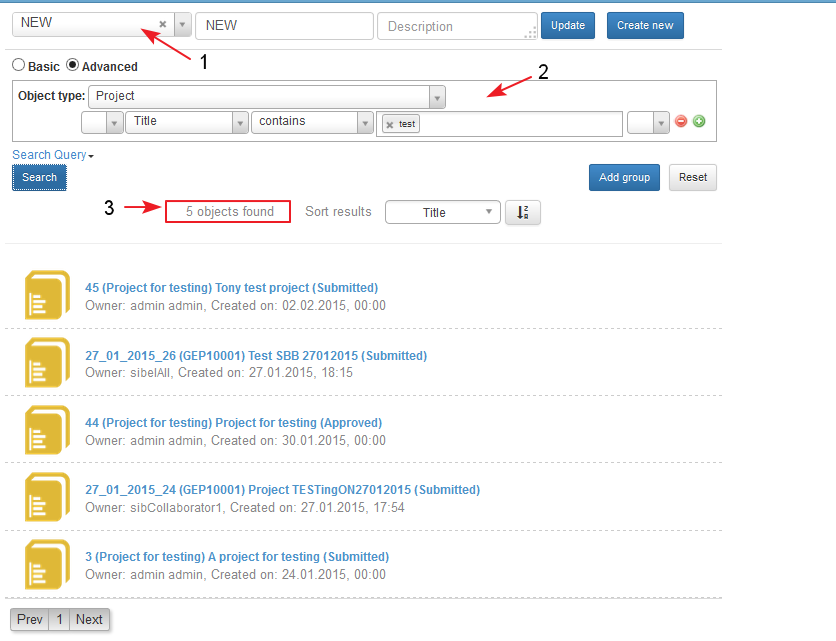 NEW NEW Description Update Create new
1
Basic Advanced
2
Object type: Project
Title contains test
Search Query
Search Add group Reset
3 5 objects found Sort results Title
45 (Project for testing) Tony test project (Submitted)
Owner: admin admin, Created on: 02.02.2015, 00:00
27_01_2015_26 (GEP10001) Test SBB 27012015 (Submitted)
Owner: sibelAll, Created on: 27.01.2015, 18:15
44 (Project for testing) Project for testing (Approved)
Owner: admin admin, Created on: 30.01.2015, 00:00
27_01_2015_24 (GEP10001) Project TESTingON27012015 (Submitted)
Owner: sibCollaborator1, Created on: 27.01.2015, 17:54
3 (Project for testing) A project for testing (Submitted)
Owner: admin admin, Created on: 24.01.2015, 00:00
Prev 1 Next